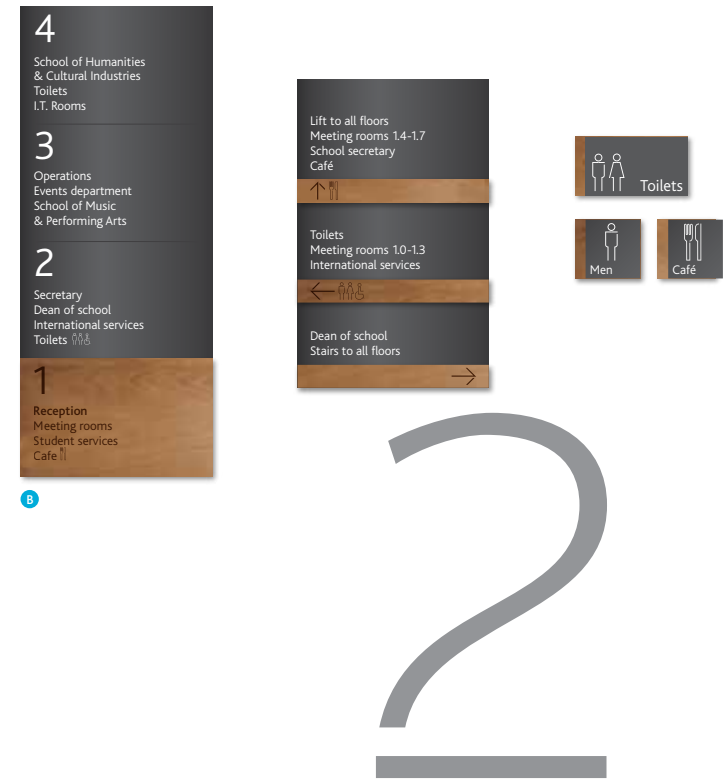 4
School of Humanities
& Cultural Industries
Toilets
I.T. Rooms
3
Operations
Events department
School of Music
& Performing Arts
2
Secretary
Dean of school
International services
Toilets
1
Reception
Meeting rooms
Student services
Cafe
B
Lift to all floors
Meeting rooms 1.4-1.7
School secretary
Café
Toilets
Meeting rooms 1.0-1.3
International services
Dean of school
Stairs to all floors
Toilets
Men
Café
2